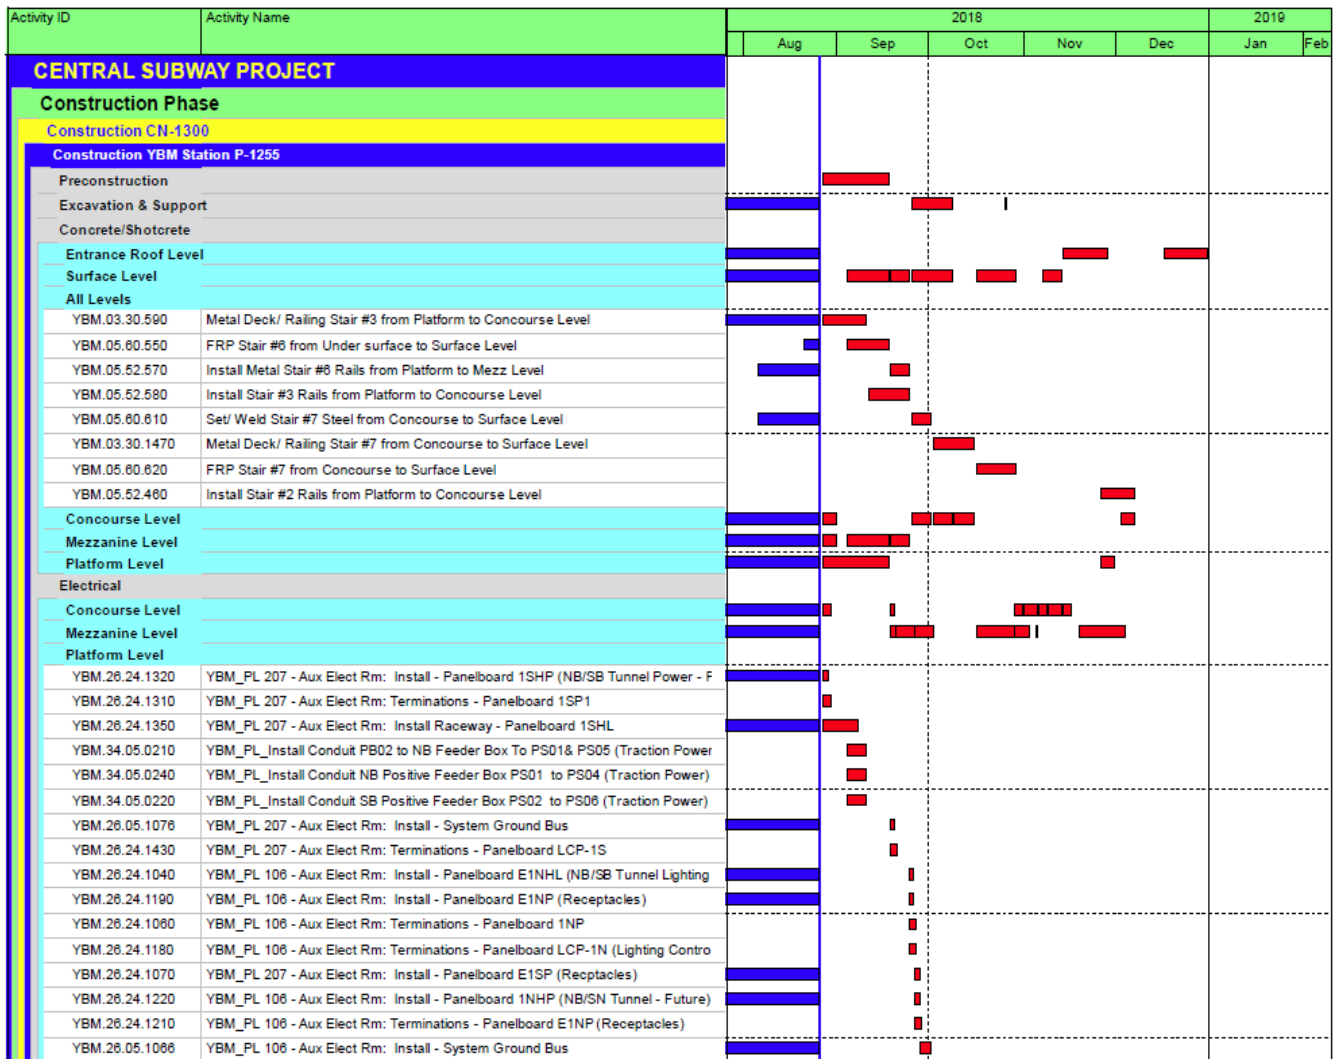 Activity ID Activity Name 2018 2019
Aug Sep Oct Nov Dec Jan Feb
CENTRAL SUBWAY PROJECT
Construction Phase
Construction CN-1300
Construction YBM Station P-1255
Preconstruction
Excavation & Support
Concrete/Shotcrete
Entrance Roof Level
Surface Level
All Levels
YBM.03.30.590 Metal Deck/ Railing Stair #3 from Platform to Concourse Level
YBM.05.60.550 FRP Stair #6 from Under surface to Surface Level
YBM.05.52.570 Install Metal Stair #6 Rails from Platform to Mezz Level
YBM.05.52.580 Install Stair #3 Rails from Platform to Concourse Level
YBM.05.60.610 Set/ Weld Stair #7 Steel from Concourse to Surface Level
YBM.03.30.1470 Metal Deck/ Railing Stair #7 from Concourse to Surface Level
YBM.05.60.620 FRP Stair #7 from Concourse to Surface Level
YBM.05.52.460 Install Stair #2 Rails from Platform to Concourse Level
Concourse Level
Mezzanine Level
Platform Level
Electrical
Concourse Level
Mezzanine Level
Platform Level
YBM.26.24.1320 YBM_PL 207 - Aux Elect Rm: Install - Panelboard 1SHP (NB/SB Tunnel Power - F
YBM.26.24.1310 YBM_PL 207 - Aux Elect Rm: Terminations - Panelboard 1SP1
YBM.26.24.1350 YBM_PL 207 - Aux Elect Rm: Install Raceway - Panelboard 1SHL
YBM.34.05.0210 YBM_PL_Install Conduit PB02 to NB Feeder Box To PS01& PS05 (Traction Power
YBM.34.05.0240 YBM_PL_Install Conduit NB Positive Feeder Box PS01 to PS04 (Traction Power)
YBM.34.05.0220 YBM_PL_Install Conduit SB Positive Feeder Box PS02 to PS06 (Traction Power)
YBM.26.05.1076 YBM_PL 207 - Aux Elect Rm: Install - System Ground Bus
YBM.26.24.1430 YBM_PL 207 - Aux Elect Rm: Terminations - Panelboard LCP-1S
YBM.26.24.1040 YBM_PL 106 - Aux Elect Rm: Install - Panelboard E1NHL (NB/SB Tunnel Lighting
YBM.26.24.1190 YBM_PL 106 - Aux Elect Rm: Install - Panelboard E1NP (Receptacles)
YBM.26.24.1060 YBM_PL 106 - Aux Elect Rm: Terminations - Panelboard 1NP
YBM.26.24.1180 YBM_PL 106 - Aux Elect Rm: Terminations - Panelboard LCP-1N (Lighting Contro
YBM.26.24.1070 YBM_PL 207 - Aux Elect Rm: Install - Panelboard E1SP (Recptacles)
YBM.26.24.1220 YBM_PL 106 - Aux Elect Rm: Install - Panelboard 1NHP (NB/SN Tunnel - Future)
YBM.26.24.1210 YBM_PL 106 - Aux Elect Rm: Terminations - Panelboard E1NP (Receptacles)
YBM.26.05.1066 YBM_PL 106 - Aux Elect Rm: Install - System Ground Bus